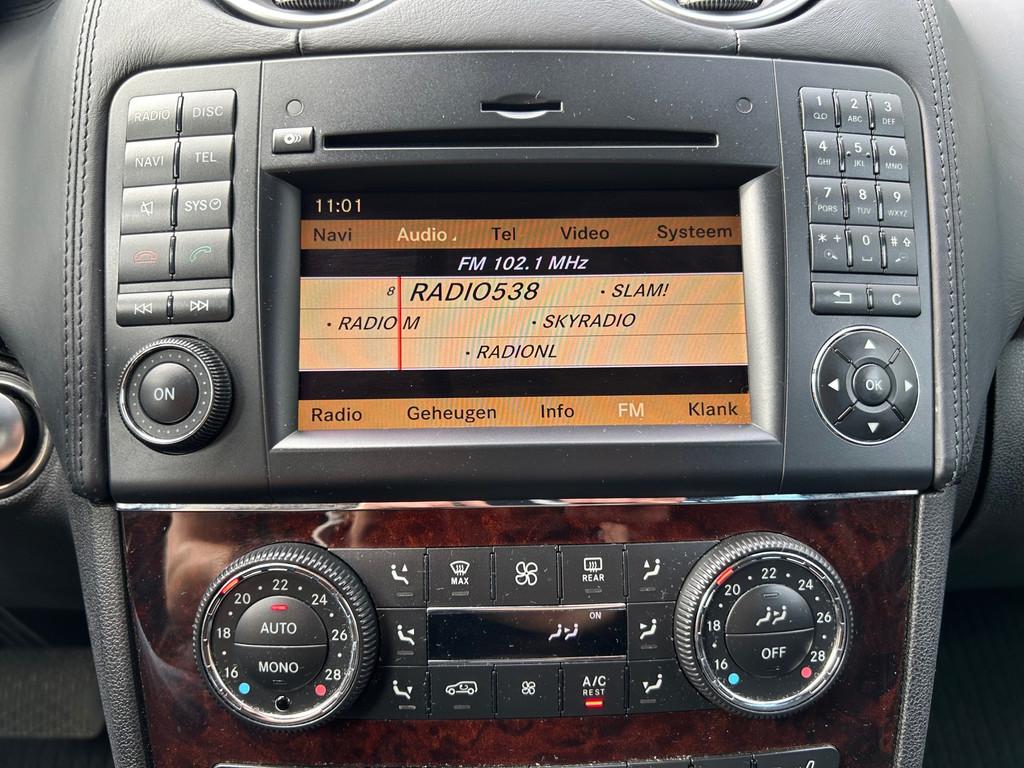 RADIO DISC
NAVI TEL
SYS
ON
11:01
Navi Audio Tel Video Systeem
FM 102.1 MHz
8 RADIO538 · SLAM!
· RADIO M · SKYRADIO
· RADIONL
Radio Geheugen Info FM Klank
1 2 ABC 3 DEF
4 GHI 5 JKL 6 MNO
7 PQRS 8 TUV 9 WXYZ
* + 0 #
C
OK
MAX REAR
ON
A/C
REST
16 18 20 22 24 26 28
AUTO
MONO
16 18 20 22 24 26 28
OFF